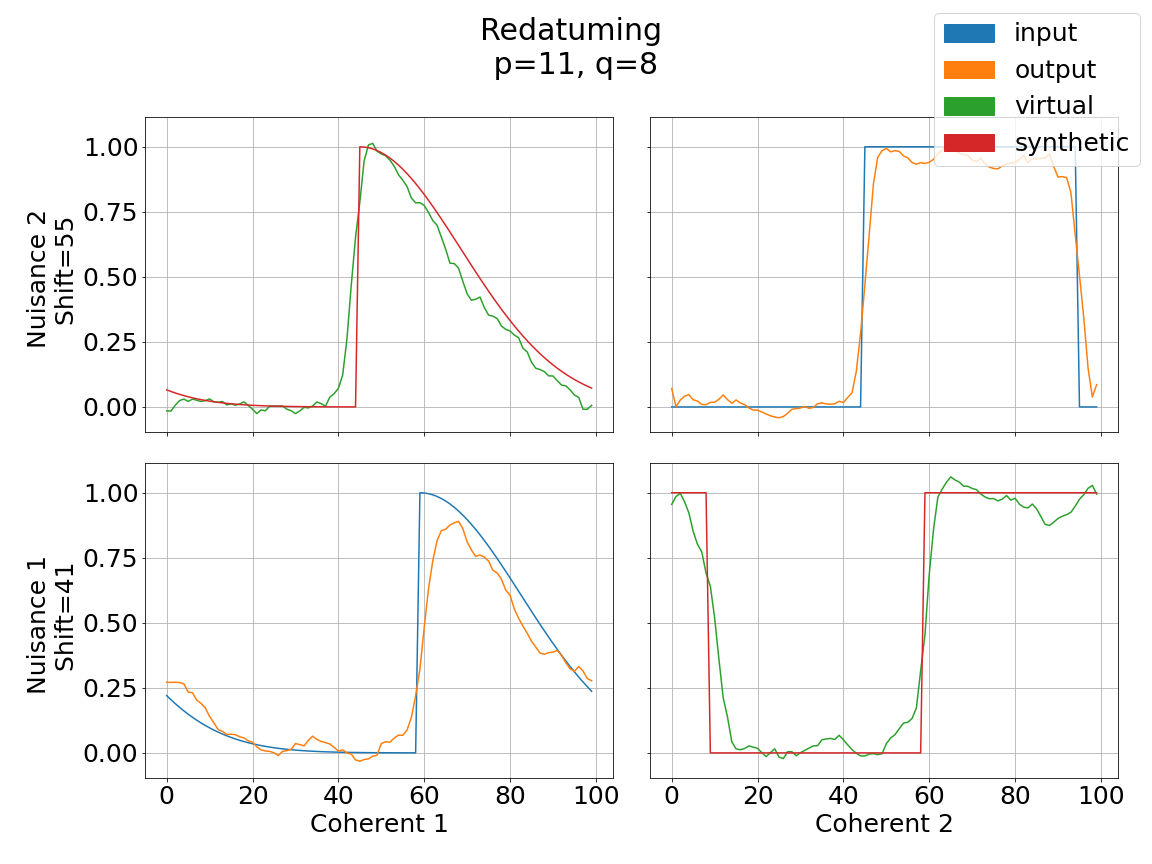 Redatuming
p=11, q=8
input
output
virtual
synthetic
Nuisance 2
Shift=55
1.00
0.75
0.50
0.25
0.00
Nuisance 1
Shift=41
1.00
0.75
0.50
0.25
0.00
0 20 40 60 80 100
0 20 40 60 80 100
Coherent 1
Coherent 2